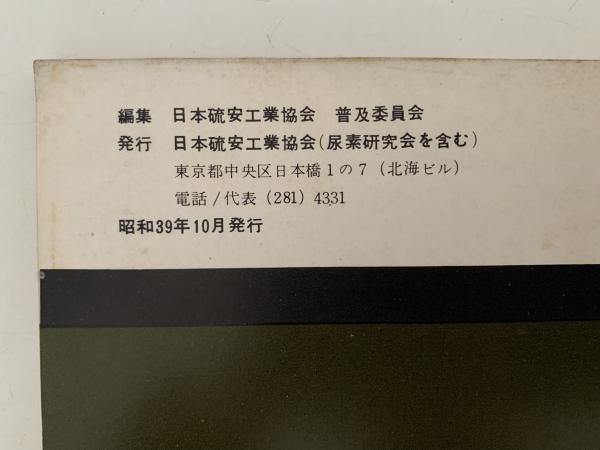 編集 日本硫安工業協会 普及委員会
発行 日本硫安工業協会(尿素研究会を含む)
東京都中央区日本橋1の7(北海ビル)
電話/代表(281)4331
昭和39年10月発行